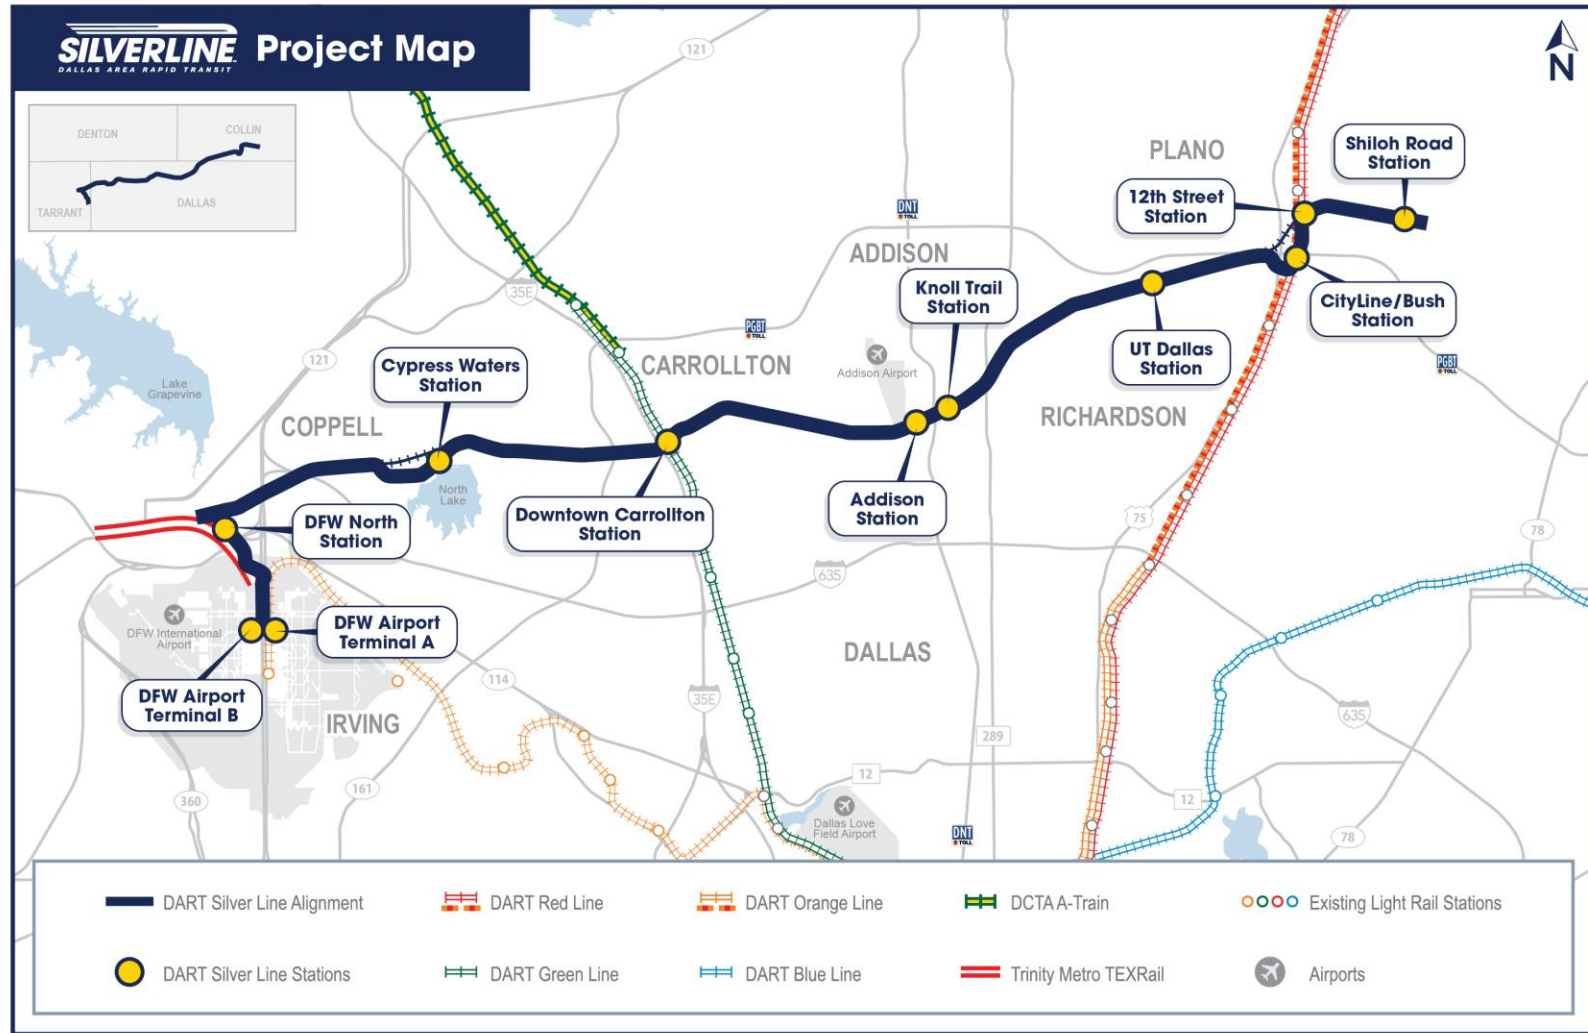 SILVERLINE
DALLAS AREA RAPID TRANSIT
Project Map
N
DENTON
COLLIN
TARRANT
DALLAS
121
PLANO
Shiloh Road
Station
12th Street
Station
DNT
TOLL
ADDISON
35E
Knoll Trail
Station
CityLine/Bush
Station
PGBT
TOLL
121
Cypress Waters
Station
CARROLLTON
Addison Airport
UT Dallas
Station
PGBT
TOLL
Lake
Grapevine
COPPELL
RICHARDSON
North
Lake
DFW North
Station
Downtown Carrollton
Station
Addison
Station
75
78
635
DFW International
Airport
DFW Airport
Terminal A
DALLAS
DFW Airport
Terminal B
114
35E
IRVING
635
289
360
161
12
12
Dallas Love
Field Airport
DNT
TOLL
78
DART Silver Line Alignment
DART Red Line
DART Orange Line
DCTA A-Train
Existing Light Rail Stations
DART Silver Line Stations
DART Green Line
DART Blue Line
Trinity Metro TEXRail
Airports